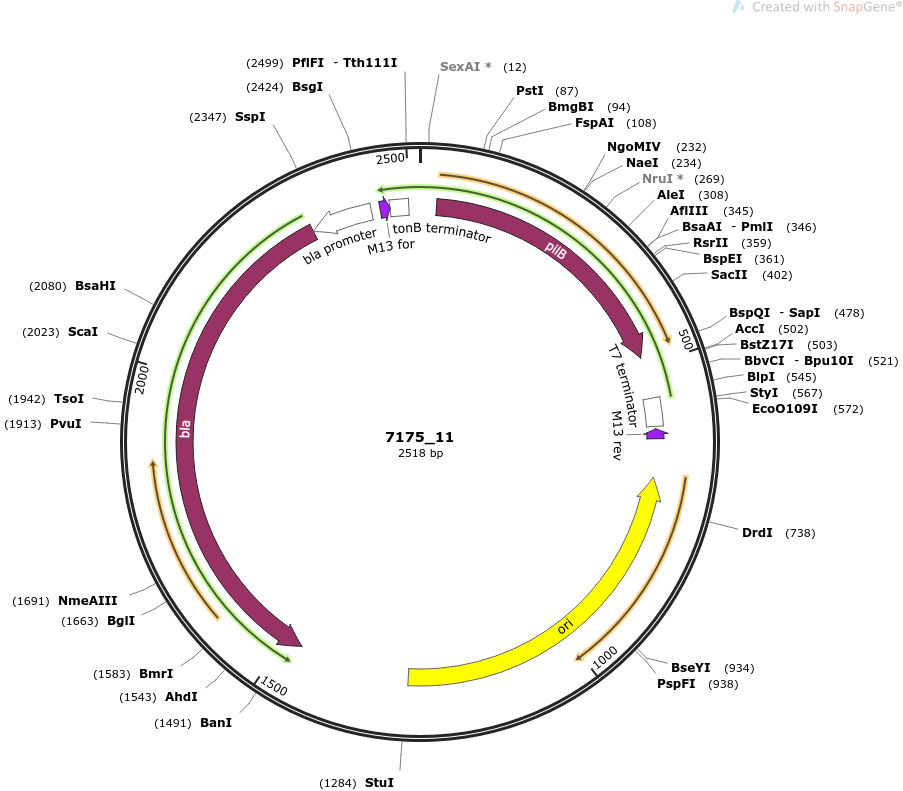 Created with SnapGene®
(2499) PflFI - Tth111I
SexAI * (12)
(2424) BsgI
PstI (87)
BmgBI (94)
(2347) SspI
FspAI (108)
NgoMIV (232)
NaeI (234)
NruI * (269)
AleI (308)
AflIII (345)
BsaAI - PmlI (346)
RsrII (359)
BspEI (361)
SacII (402)
BspQI - SapI (478)
AccI (502)
BstZ17I (503)
BbvCI - Bpu10I (521)
BlpI (545)
StyI (567)
EcoO109I (572)
(2080) BsaHI
(2023) ScaI
(1942) TsoI
(1913) PvuI
DrdI (738)
(1691) NmeAIII
(1663) BglI
BseYI (934)
PspFI (938)
(1583) BmrI
(1543) AhdI
(1491) BanI
(1284) StuI
2500
500
1000
1500
2000
bla promoter
M13 for
tonB terminator
pilB
T7 terminator
M13 rev
bla
ori
7175_11
2518 bp